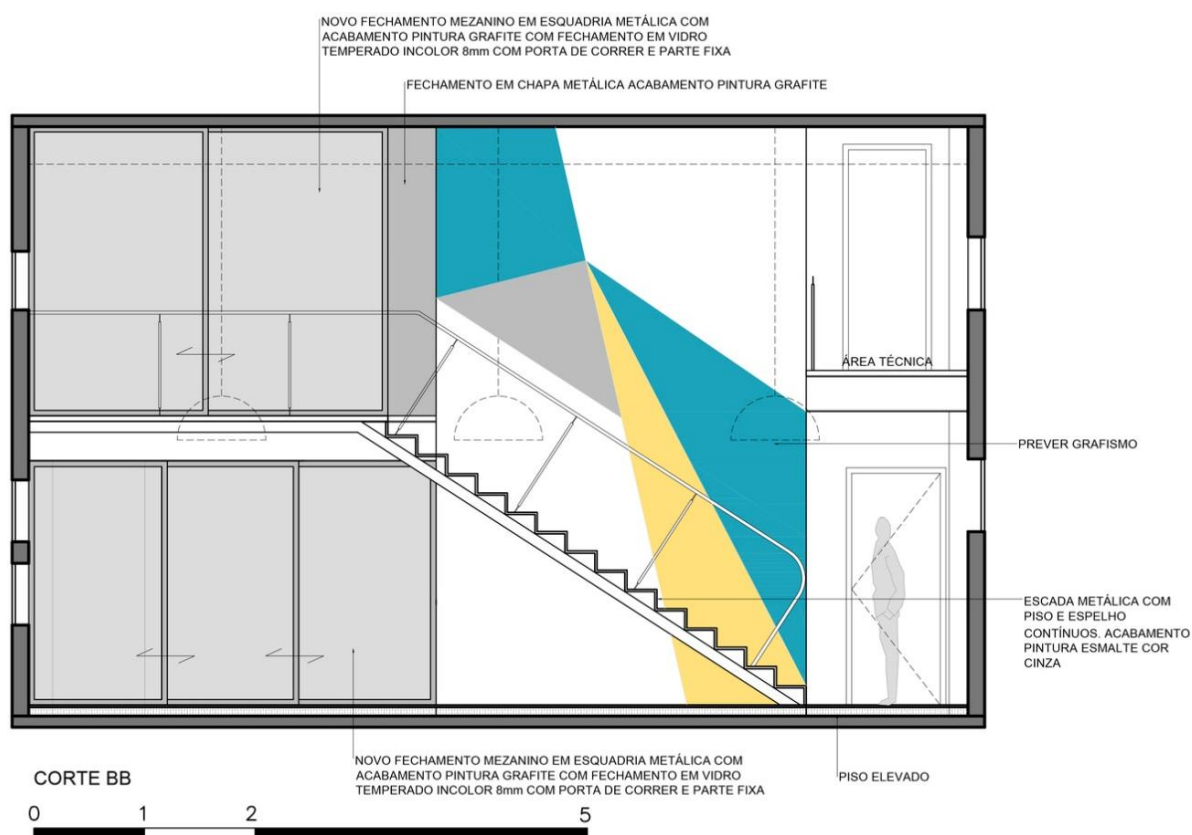 NOVO FECHAMENTO MEZANINO EM ESQUADRIA METÁLICA COM
ACABAMENTO PINTURA GRAFITE COM FECHAMENTO EM VIDRO
TEMPERADO INCOLOR 8mm COM PORTA DE CORRER E PARTE FIXA
FECHAMENTO EM CHAPA METÁLICA ACABAMENTO PINTURA GRAFITE
ÁREA TÉCNICA
PREVER GRAFISMO
ESCADA METÁLICA COM
PISO E ESPELHO
CONTÍNUOS. ACABAMENTO
PINTURA ESMALTE COR
CINZA
NOVO FECHAMENTO MEZANINO EM ESQUADRIA METÁLICA COM
ACABAMENTO PINTURA GRAFITE COM FECHAMENTO EM VIDRO
TEMPERADO INCOLOR 8mm COM PORTA DE CORRER E PARTE FIXA
PISO ELEVADO
CORTE BB
0 1 2 5